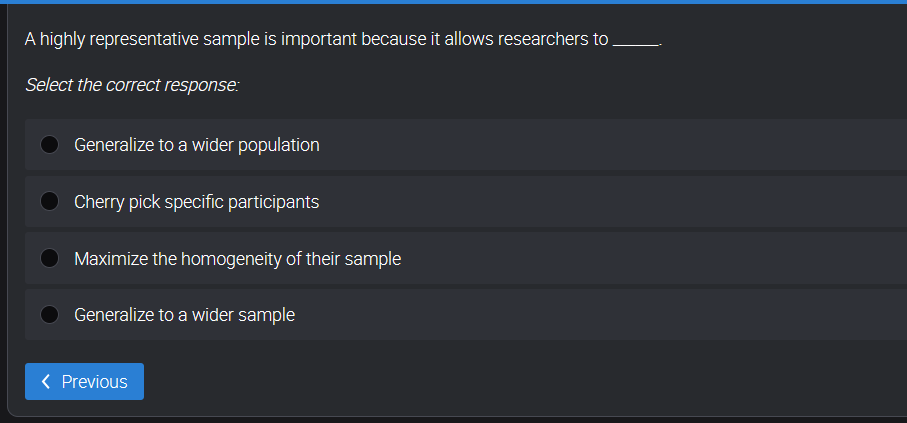 A highly representative sample is important because it allows researchers to ______.
Select the correct response:
Generalize to a wider population
Cherry pick specific participants
Maximize the homogeneity of their sample
Generalize to a wider sample
Previous